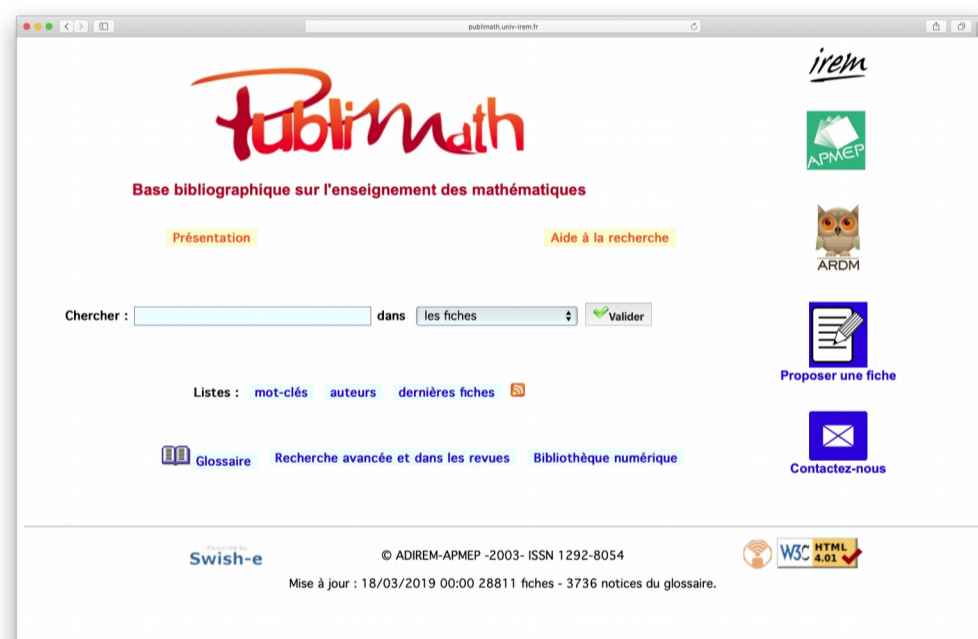 publimath.univ-irem.fr
irem
PubliMath
APMEP
Base bibliographique sur l'enseignement des mathématiques
Présentation
Aide à la recherche
ARDM
Chercher :
dans
les fiches
Valider
Proposer une fiche
Listes : mot-clés auteurs dernières fiches
Glossaire Recherche avancée et dans les revues Bibliothèque numérique
Contactez-nous
Powered by
Swish-e
© ADIREM-APMEP -2003- ISSN 1292-8054
W3C HTML 4.01
Mise à jour : 18/03/2019 00:00 28811 fiches - 3736 notices du glossaire.